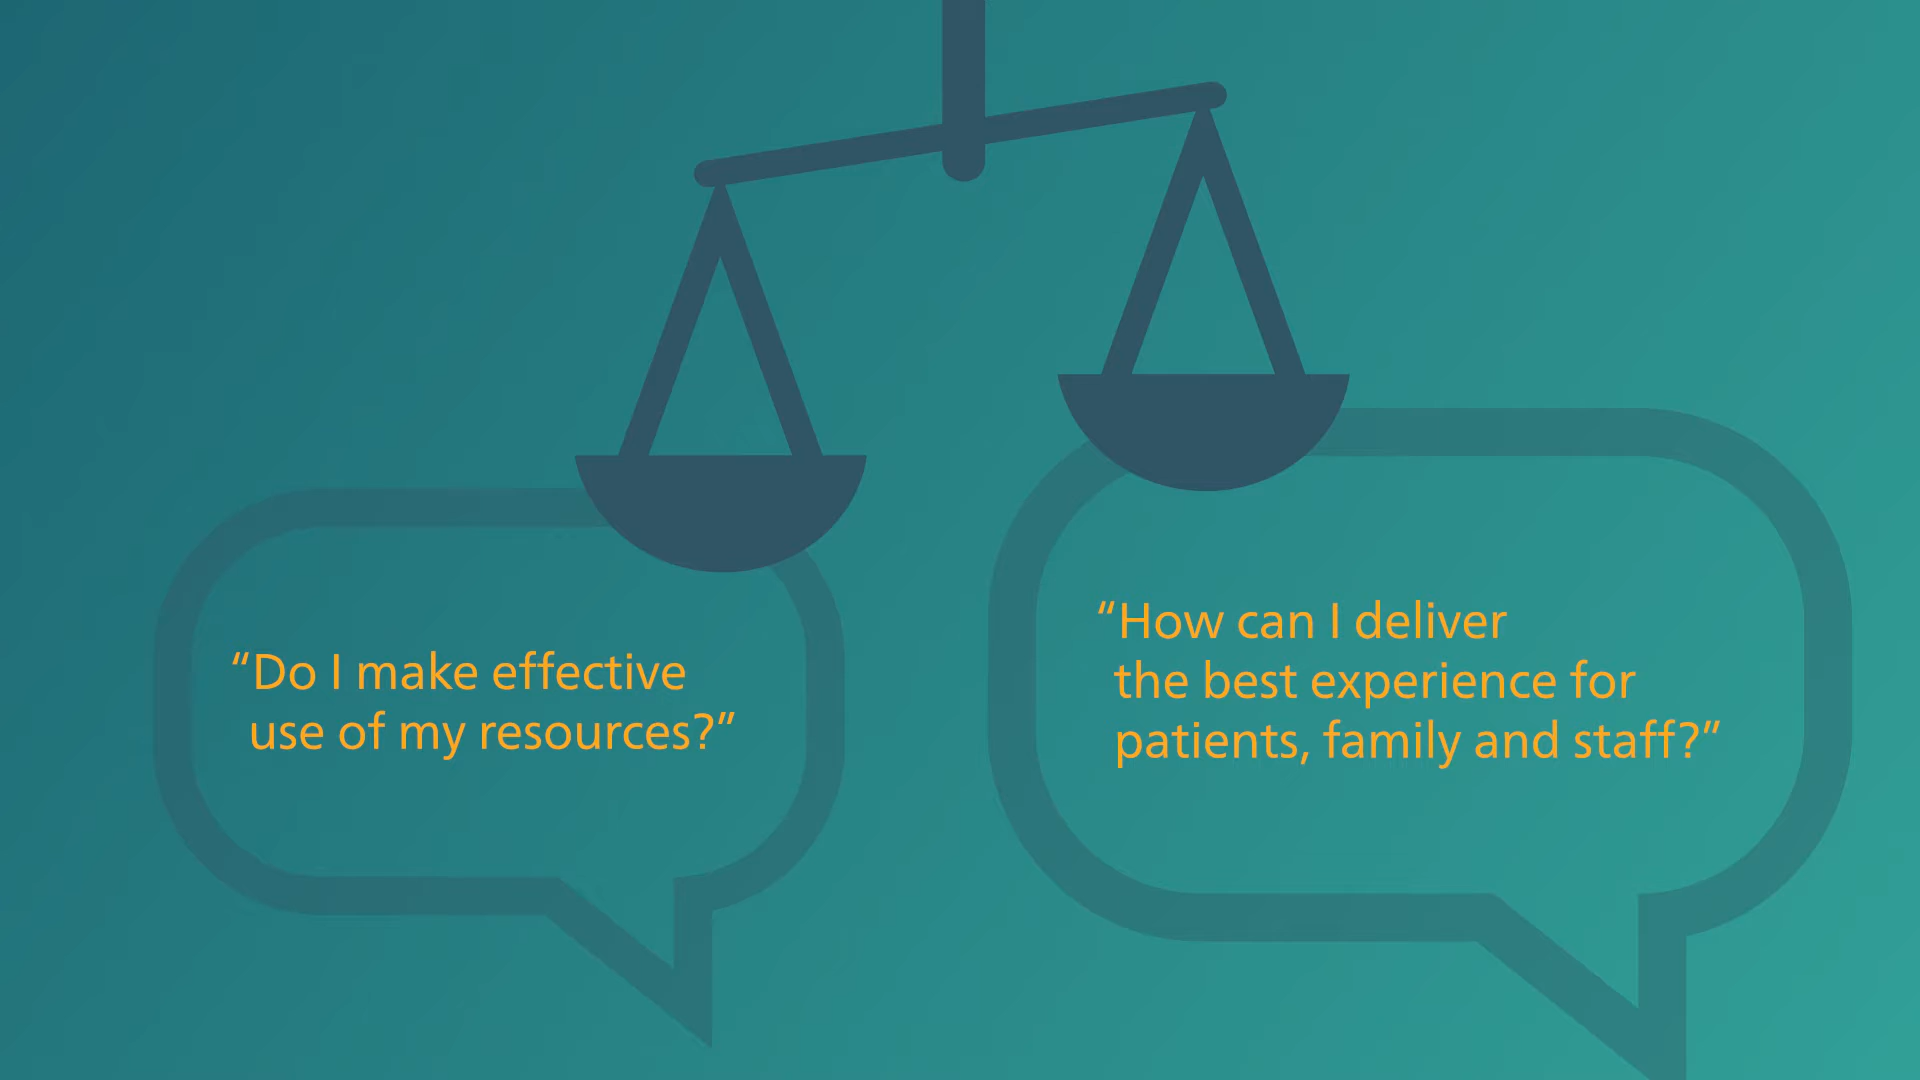 “Do I make effective
use of my resources?”
“How can I deliver
the best experience for
patients, family and staff?”